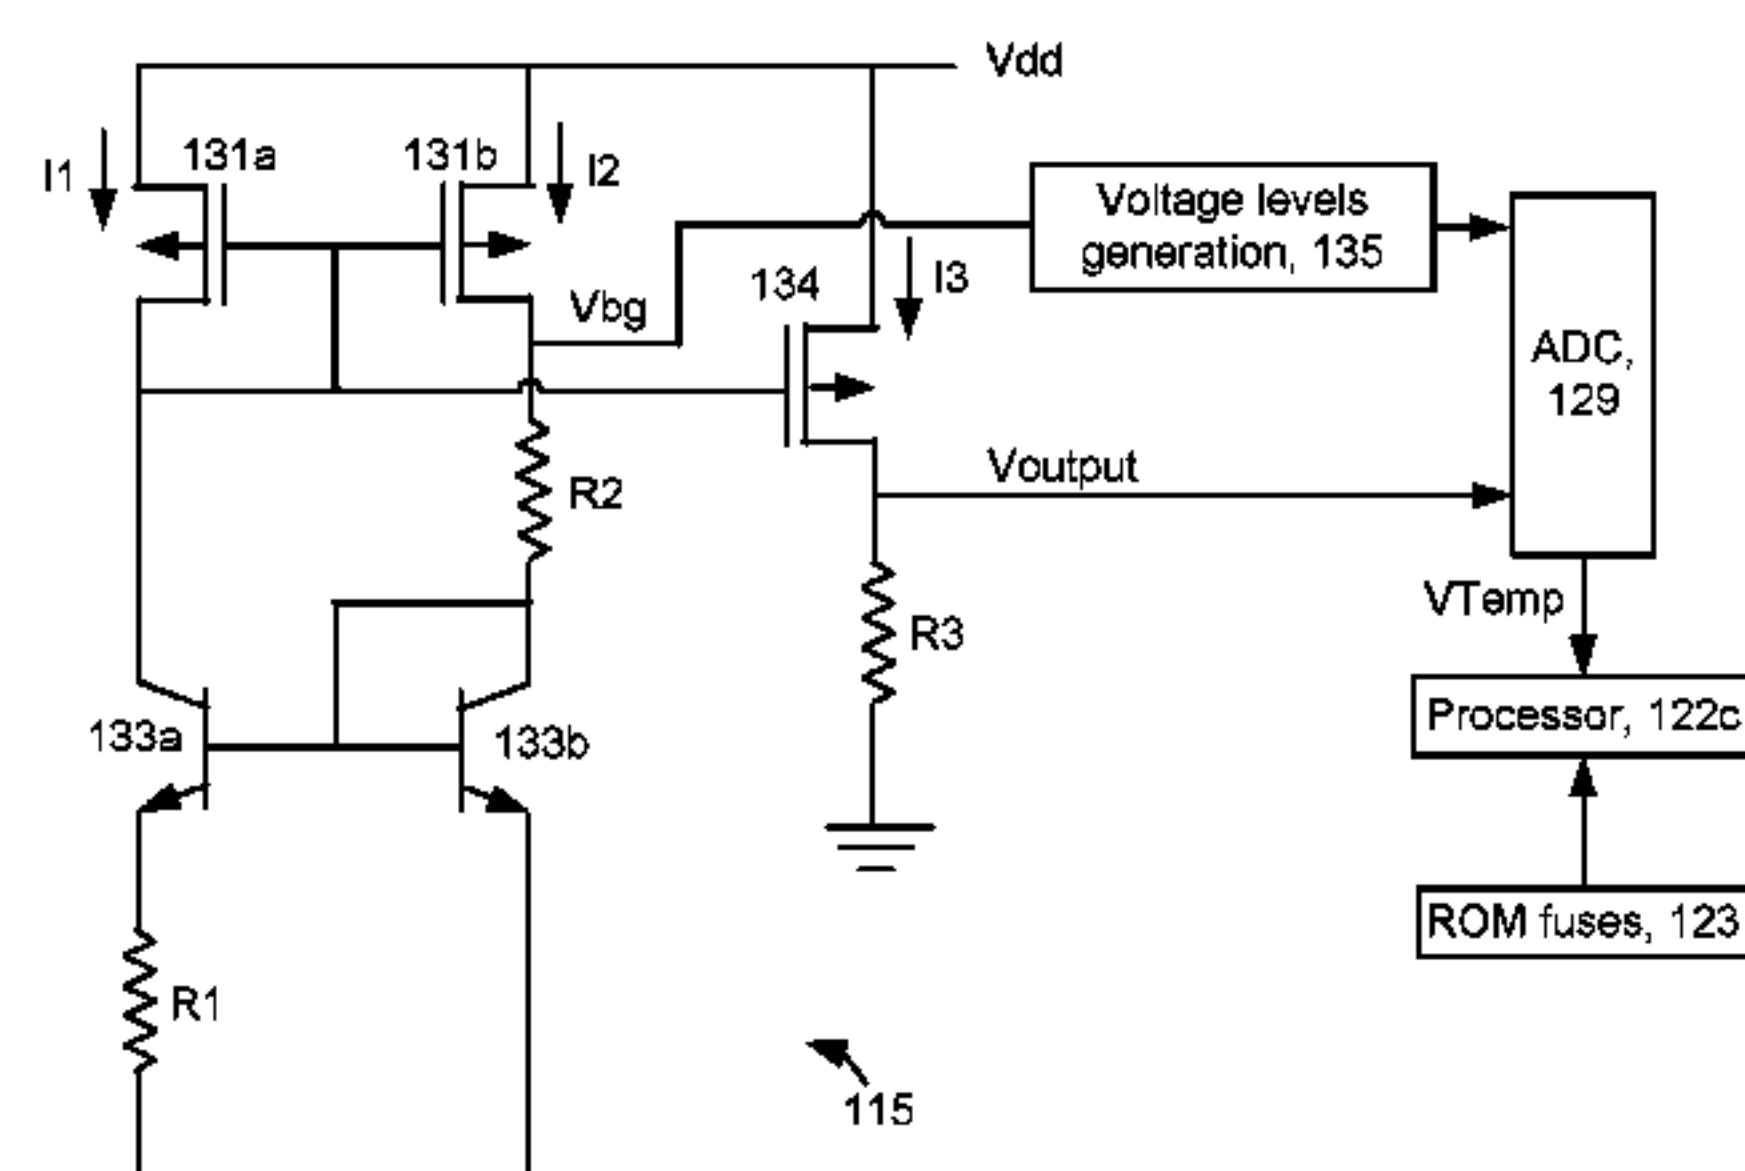 Vdd
I1
131a
131b
I2
Voltage levels
generation, 135
134
I3
Vbg
ADC,
129
Voutput
R2
VTemp
R3
Processor, 122c
133a
133b
ROM fuses, 123
R1
115